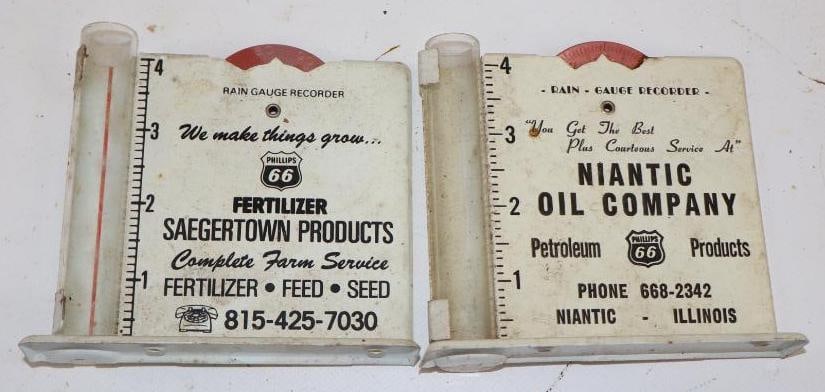 4
RAIN GAUGE RECORDER
3
We make things grow...
PHILLIPS
66
FERTILIZER
2
SAEGERTOWN PRODUCTS
Complete Farm Service
1
FERTILIZER • FEED • SEED
815-425-7030
4
- RAIN - GAUGE RECORDER -
3
"You Get The Best
Plus Courteous Service At"
NIANTIC
2
OIL COMPANY
Petroleum PHILLIPS 66 Products
1
PHONE 668-2342
NIANTIC - ILLINOIS